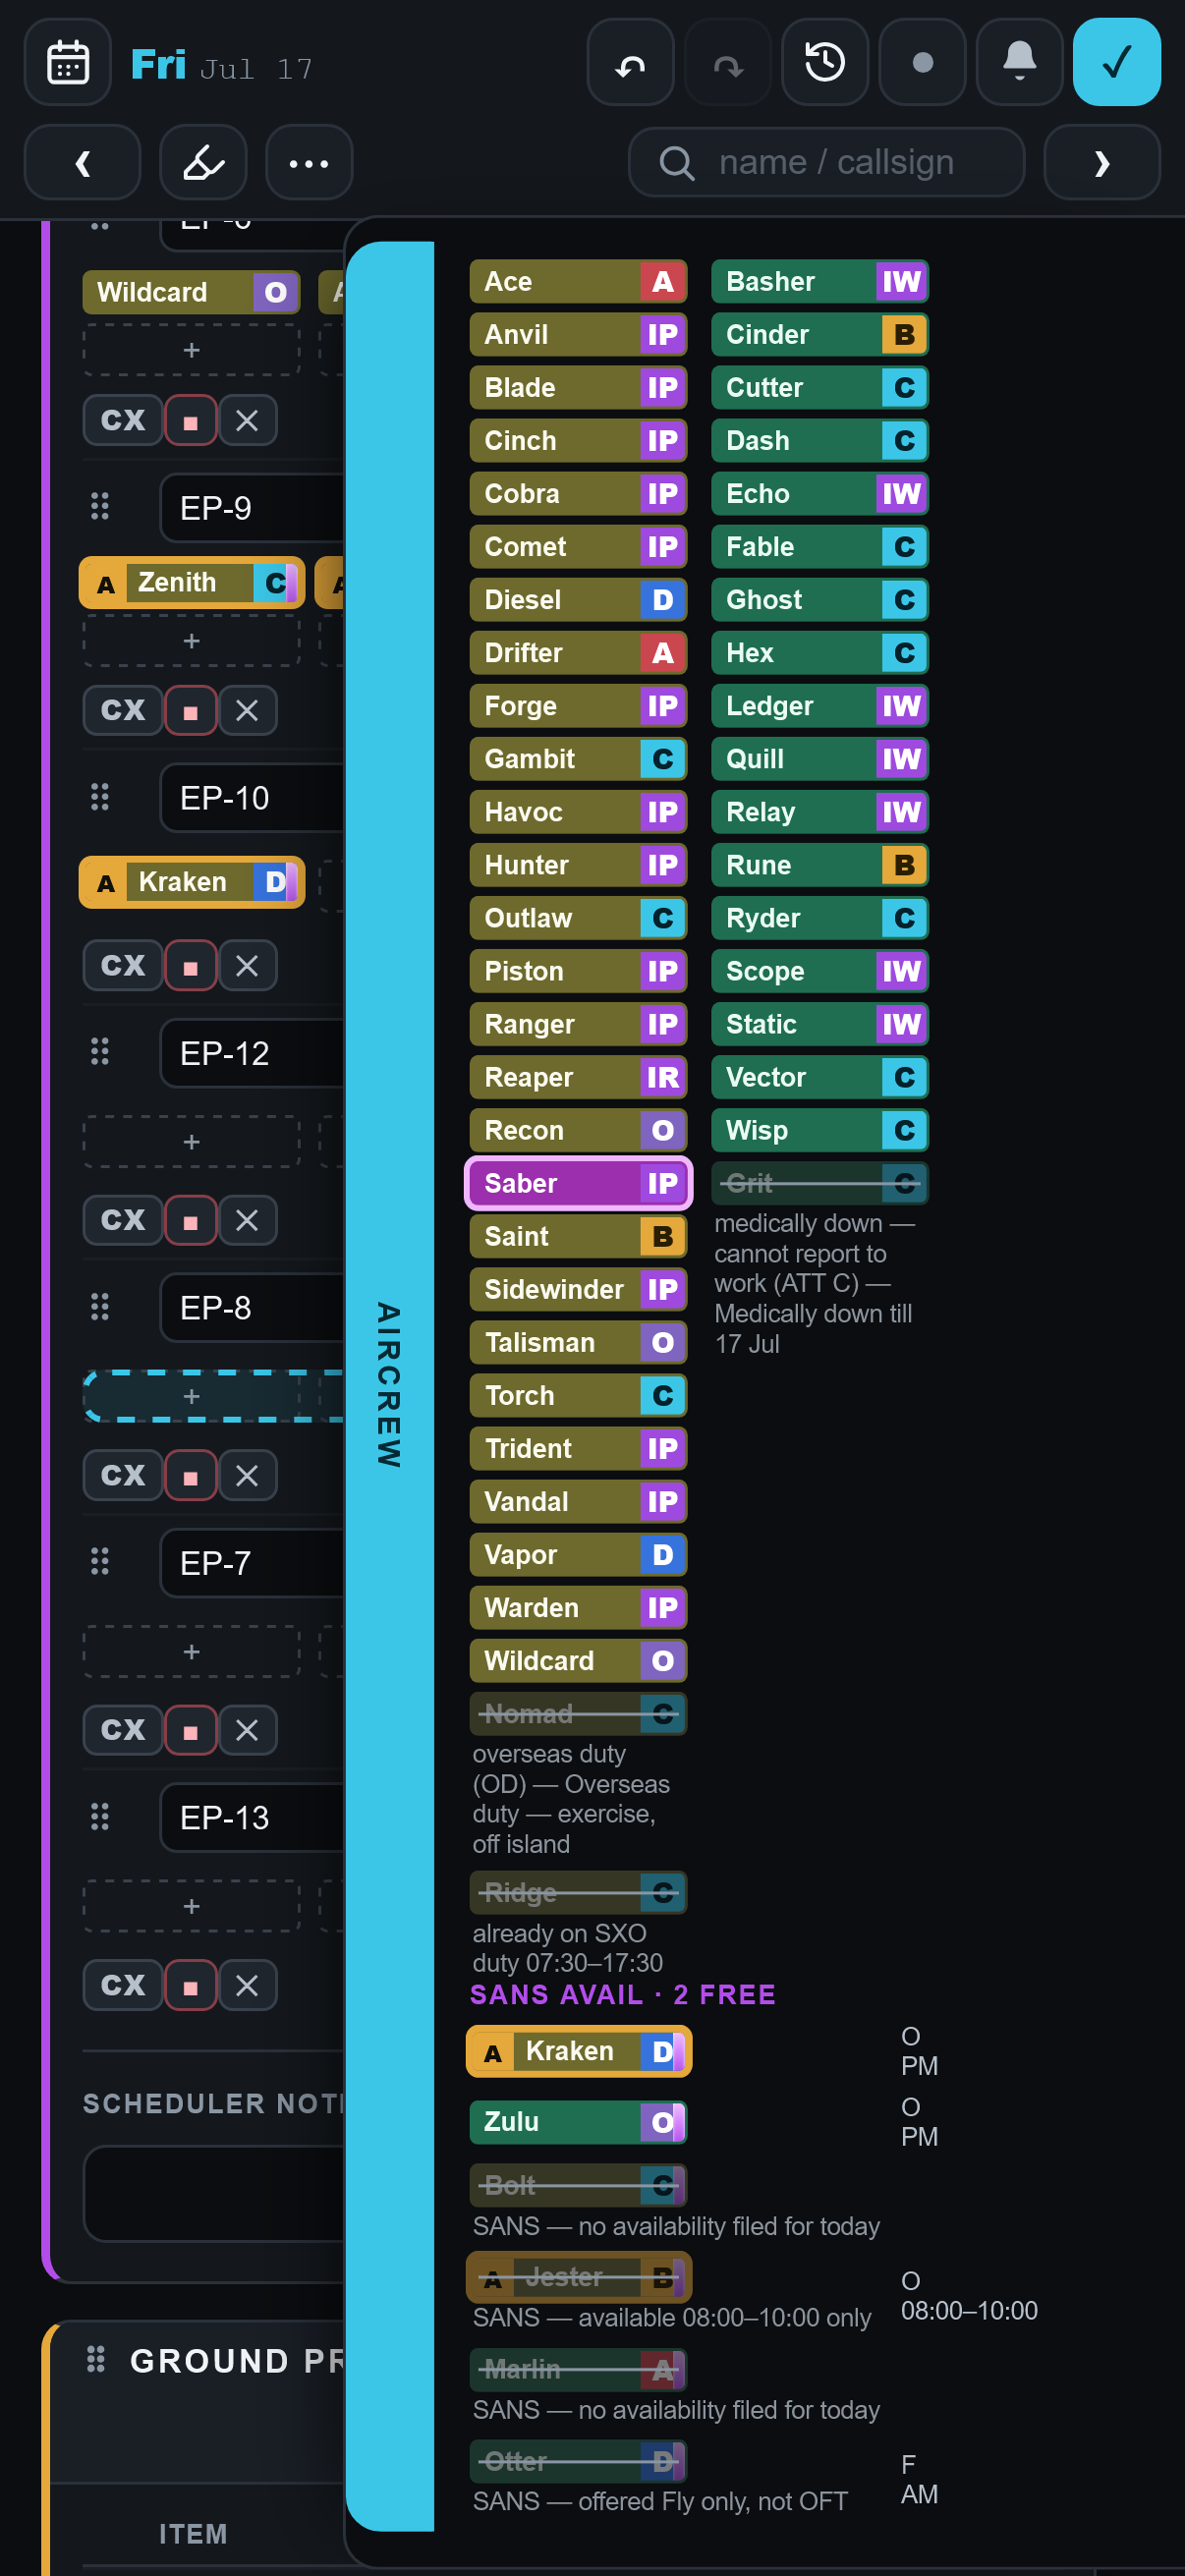 Fri Jul 17
✓
name / callsign
Wildcard O
+
CX
EP-9
A Zenith C
+
CX
EP-10
A Kraken D
CX
EP-12
+
CX
EP-8
+
CX
EP-7
+
CX
EP-13
+
CX
SCHEDULER NOT
GROUND PR
ITEM
AIRCREW
Ace A
Basher IW
Anvil IP
Cinder B
Blade IP
Cutter C
Cinch IP
Dash C
Cobra IP
Echo IW
Comet IP
Fable C
Diesel D
Ghost C
Drifter A
Hex C
Forge IP
Ledger IW
Gambit C
Quill IW
Havoc IP
Relay IW
Hunter IP
Rune B
Outlaw C
Ryder C
Piston IP
Scope IW
Ranger IP
Static IW
Reaper IR
Vector C
Recon O
Wisp C
Saber IP
Grit C
medically down —
cannot report to
work (ATT C) —
Medically down till
17 Jul
Saint B
Sidewinder IP
Talisman O
Torch C
Trident IP
Vandal IP
Vapor D
Warden IP
Wildcard O
Nomad C
overseas duty
(OD) — Overseas
duty — exercise,
off island
Ridge C
already on SXO
duty 07:30–17:30
SANS AVAIL · 2 FREE
A Kraken D
O
PM
Zulu O
O
PM
Bolt C
SANS — no availability filed for today
A Jester B
O
08:00–10:00
SANS — available 08:00–10:00 only
Marlin A
SANS — no availability filed for today
Otter D
F
AM
SANS — offered Fly only, not OFT